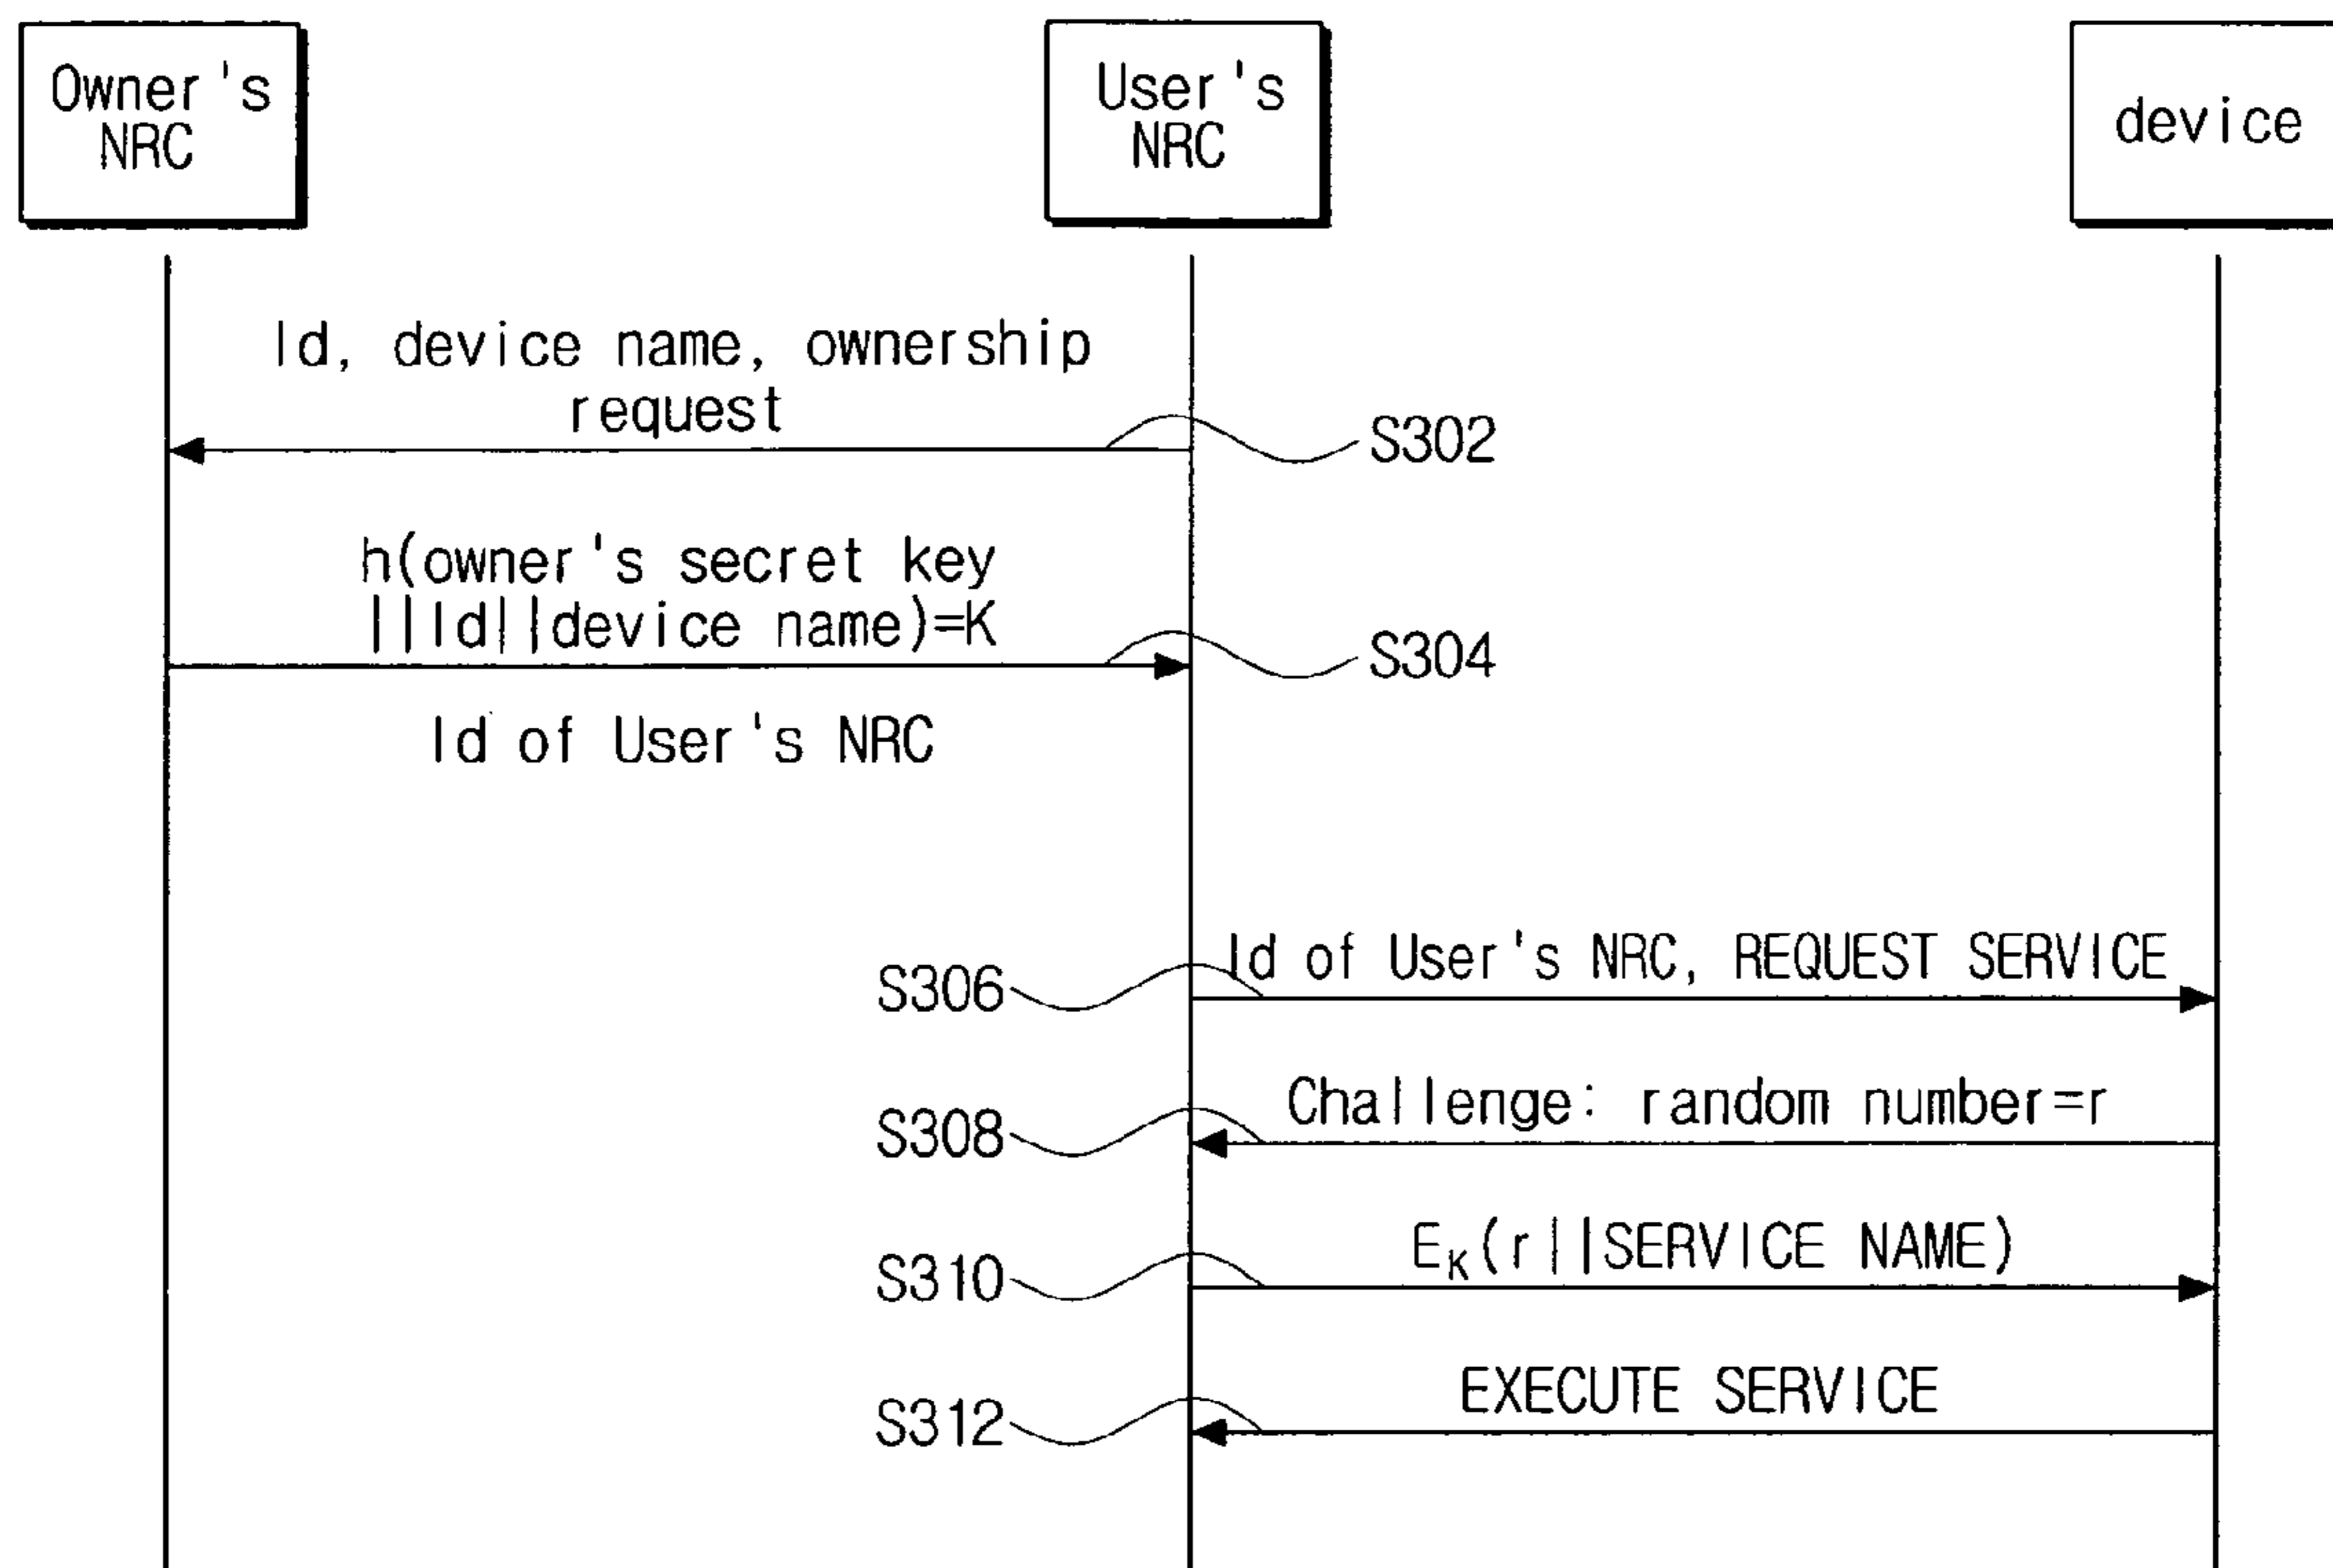 Owner's
NRC
User's
NRC
device
Id, device name, ownership
request
S302
h(owner's secret key
||Id||device name)=K
S304
Id of User's NRC
Id of User's NRC, REQUEST SERVICE
S306
Challenge: random number=r
S308
EK(r||SERVICE NAME)
S310
EXECUTE SERVICE
S312